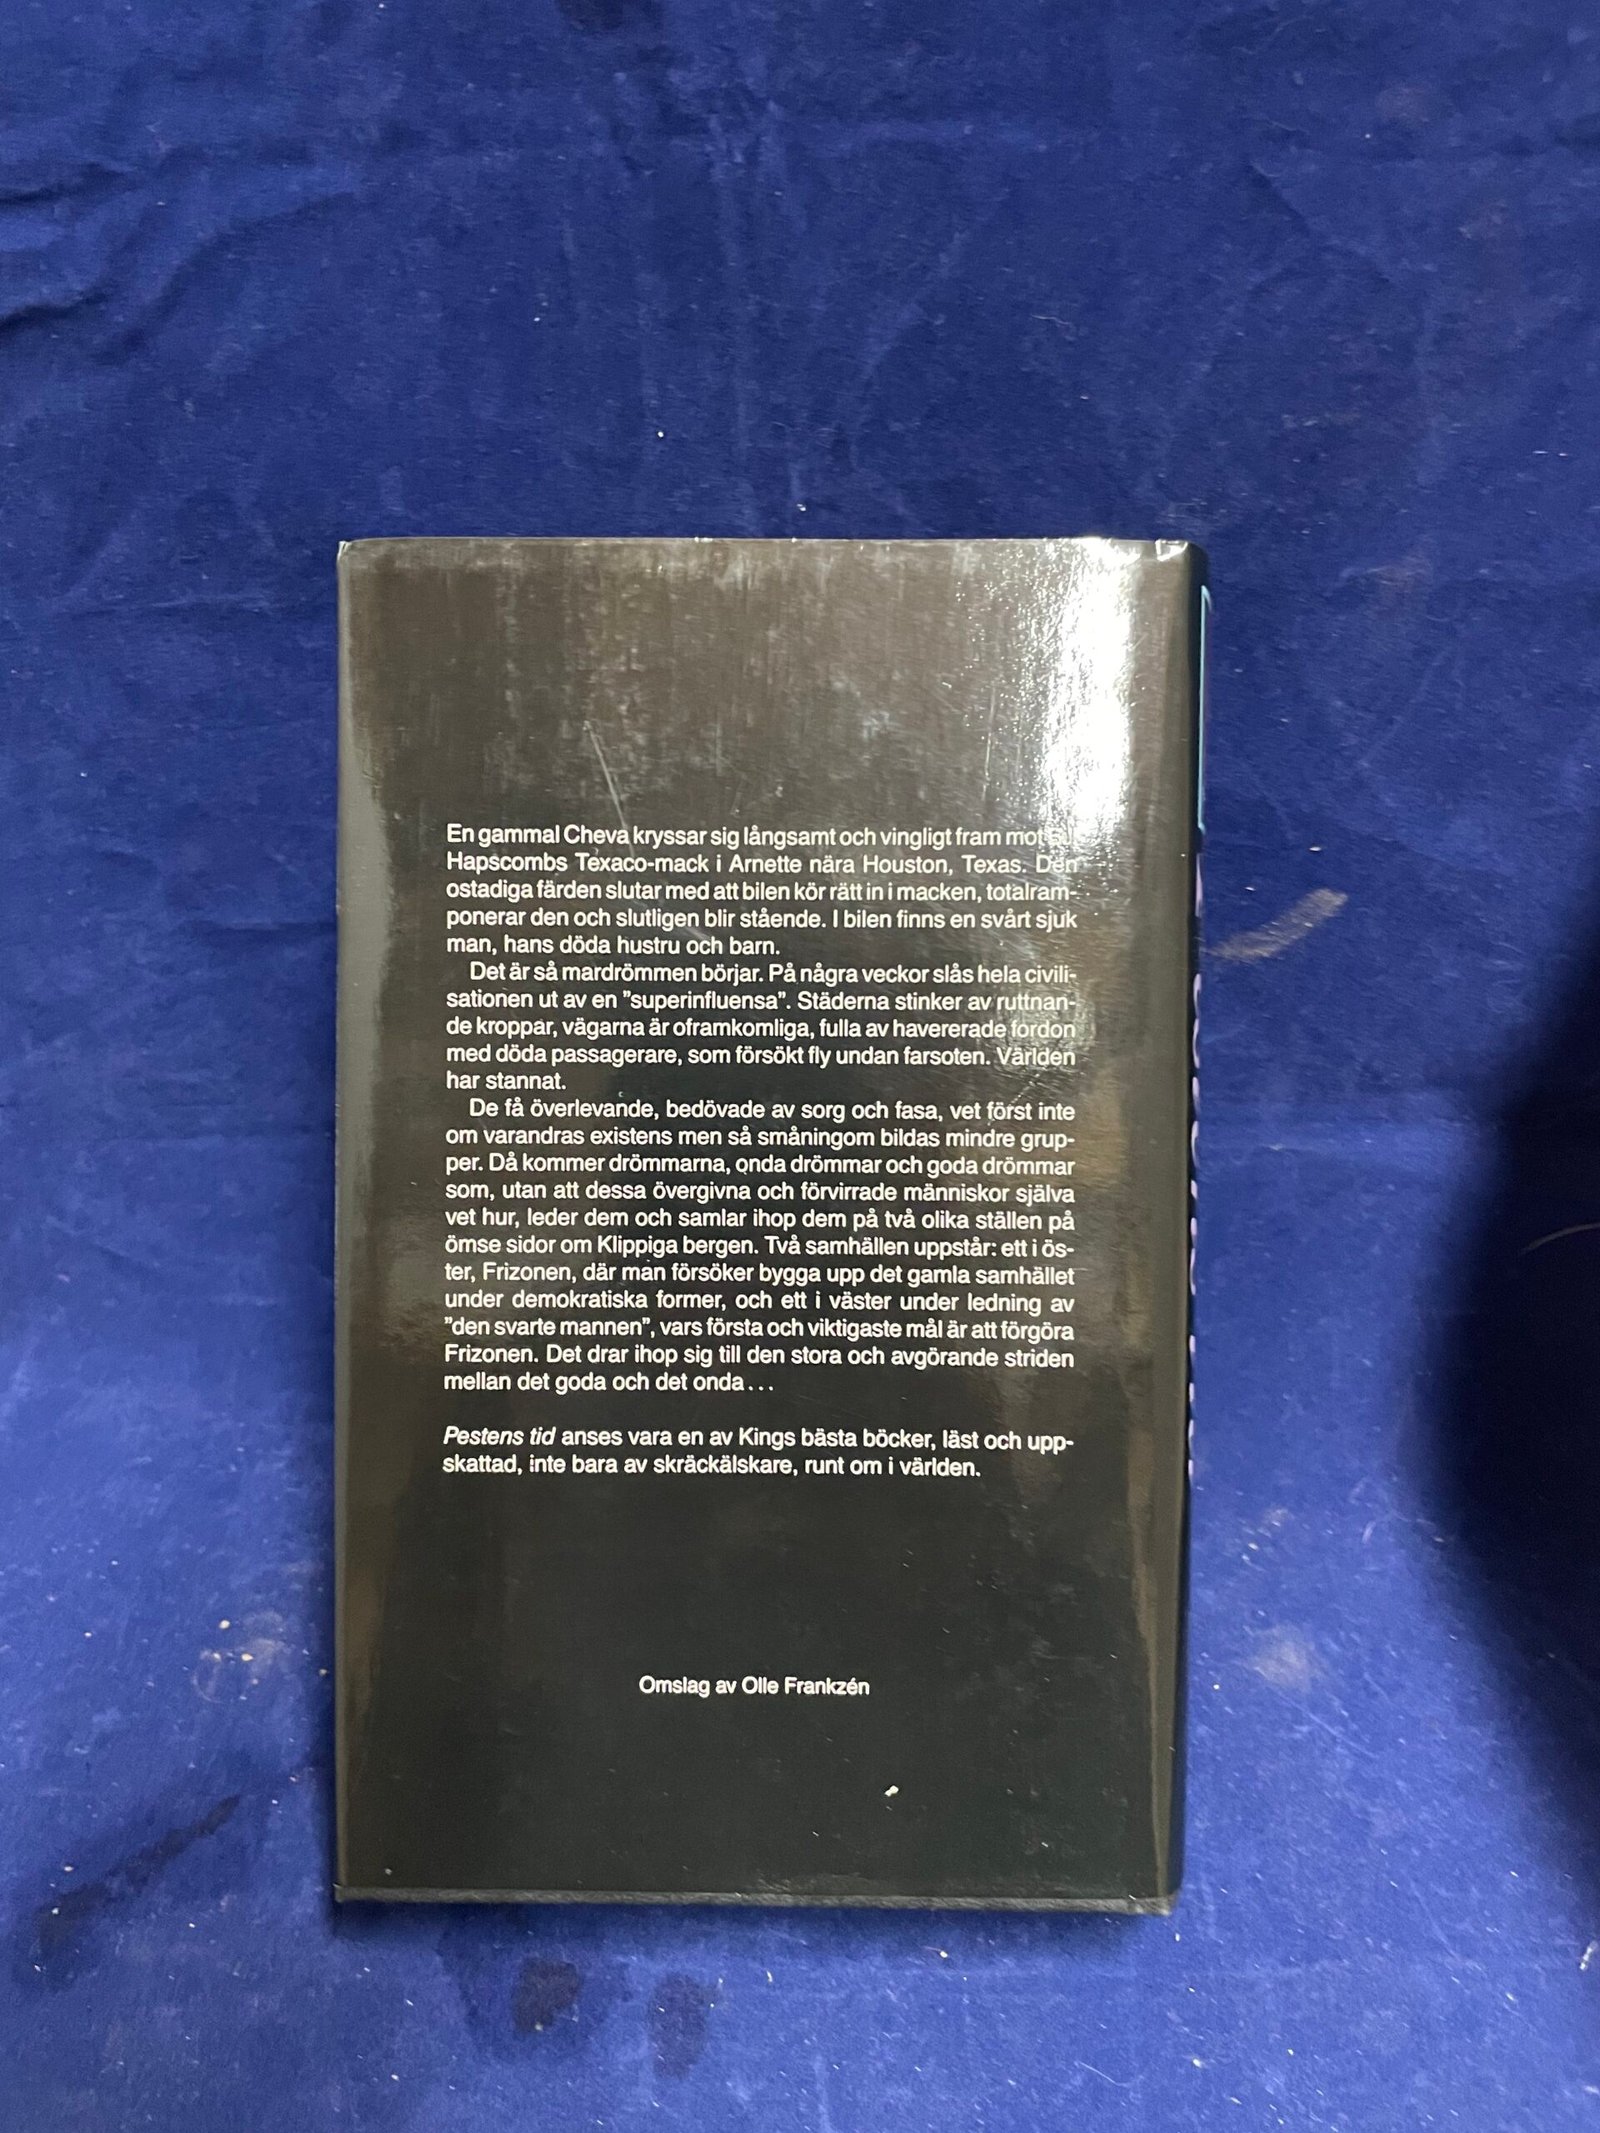 En gammal Cheva kryssar sig långsamt och vingligt fram mot Bill
Hapscombs Texaco-mack i Arnette nära Houston, Texas. Den
ostadiga färden slutar med att bilen kör rätt in i macken, totalram-
ponerar den och slutligen blir stående. I bilen finns en svårt sjuk
man, hans döda hustru och barn.
Det är så mardrömmen börjar. På några veckor slås hela civili-
sationen ut av en "superinfluensa". Städerna stinker av ruttnan-
de kroppar, vägarna är oframkomliga, fulla av havererade fordon
med döda passagerare, som försökt fly undan farsoten. Världen
har stannat.
De få överlevande, bedövade av sorg och fasa, vet först inte
om varandras existens men så småningom bildas mindre grup-
per. Då kommer drömmarna, onda drömmar och goda drömmar
som, utan att dessa övergivna och förvirrade människor själva
vet hur, leder dem och samlar ihop dem på två olika ställen på
ömse sidor om Klippiga bergen. Två samhällen uppstår: ett i ös-
ter, Frizonen, där man försöker bygga upp det gamla samhället
under demokratiska former, och ett i väster under ledning av
"den svarte mannen", vars första och viktigaste mål är att förgöra
Frizonen. Det drar ihop sig till den stora och avgörande striden
mellan det goda och det onda...
Pestens tid anses vara en av Kings bästa böcker, läst och upp-
skattad, inte bara av skräckälskare, runt om i världen.
Omslag av Olle Frankzén